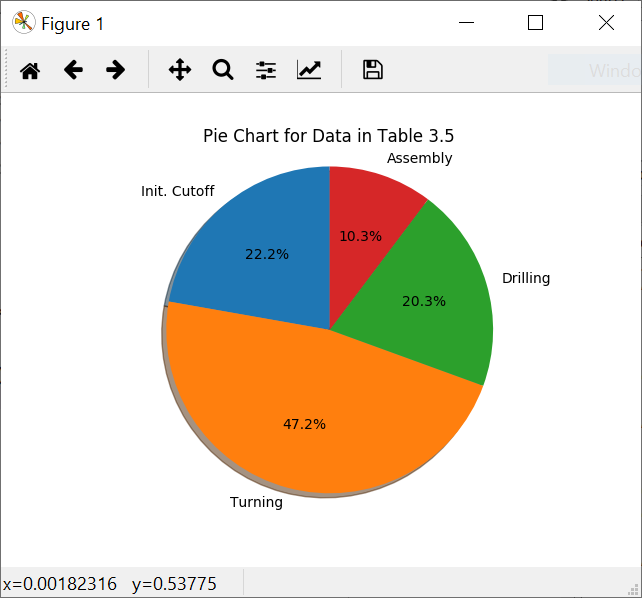 Figure 1
Windo
Pie Chart for Data in Table 3.5
Assembly
Init. Cutoff
10.3%
22.2%
Drilling
20.3%
47.2%
Turning
x=0.00182316 y=0.53775